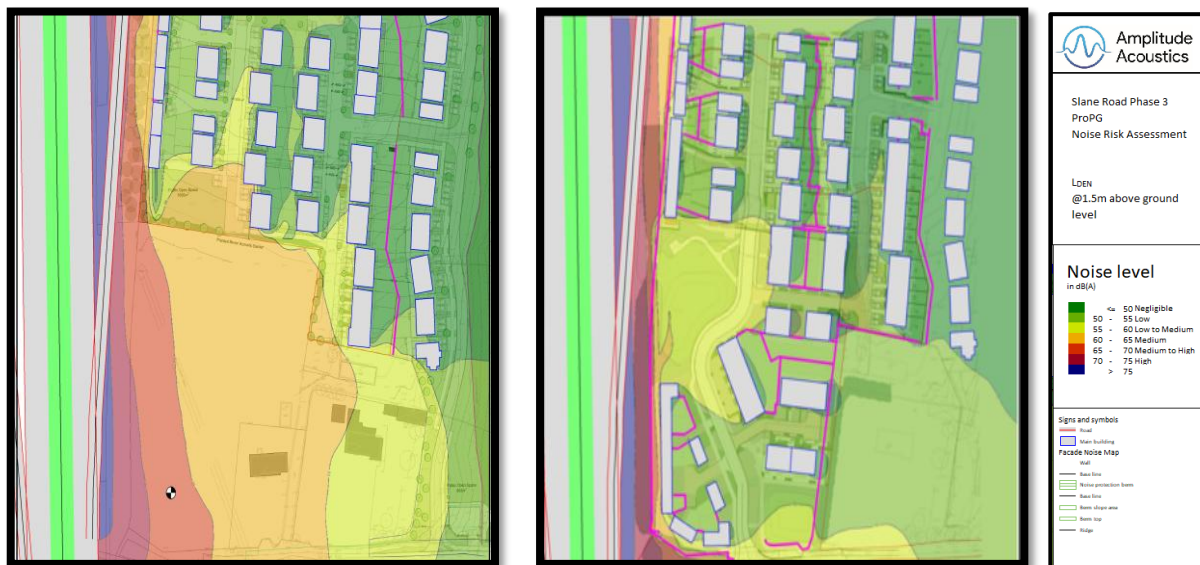 Amplitude
Acoustics
Slane Road Phase 3
ProPG
Noise Risk Assessment
LDEN
@1.5m above ground
level
Noise level
in dB(A)
<= 50 Negligible
50 - 55 Low
55 - 60 Low to Medium
60 - 65 Medium
65 - 70 Medium to High
70 - 75 High
> 75
Signs and symbols
Road
Main building
Facade Noise Map
Wall
Base line
Noise protection berm
Base line
Berm slope area
Berm top
Ridge